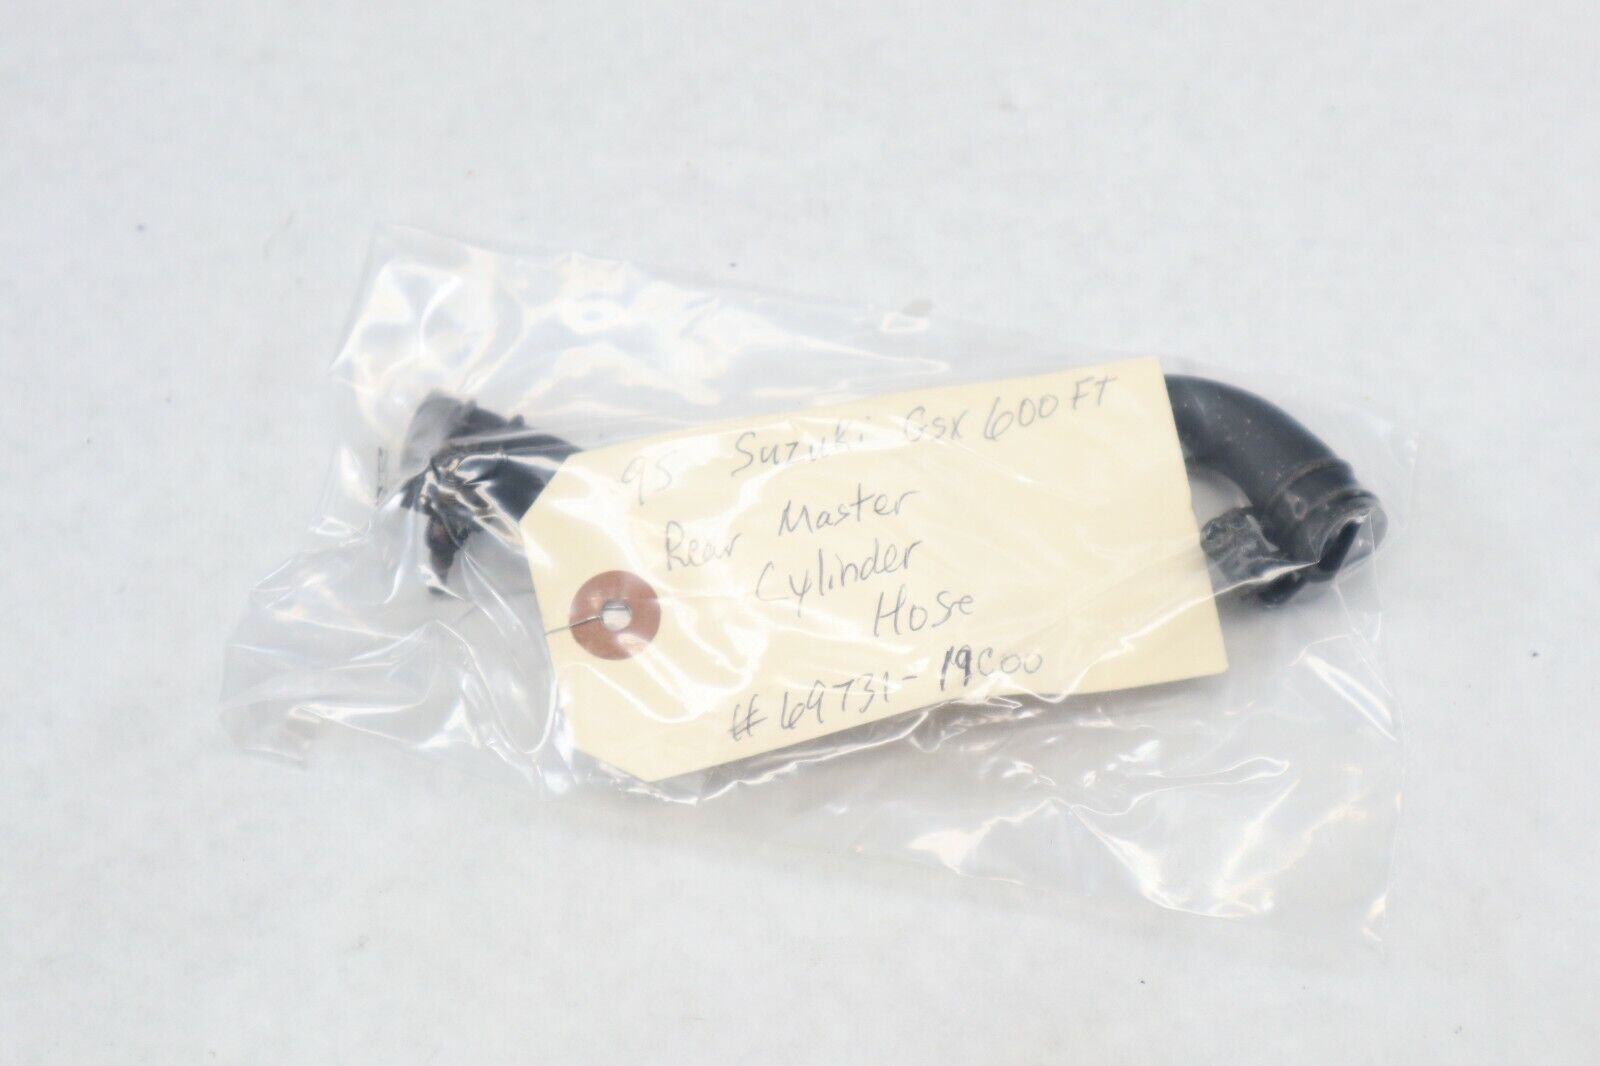 95 Suzuki Gsx 600 Ft
Rear Master
Cylinder
Hose
# 69731-19C00